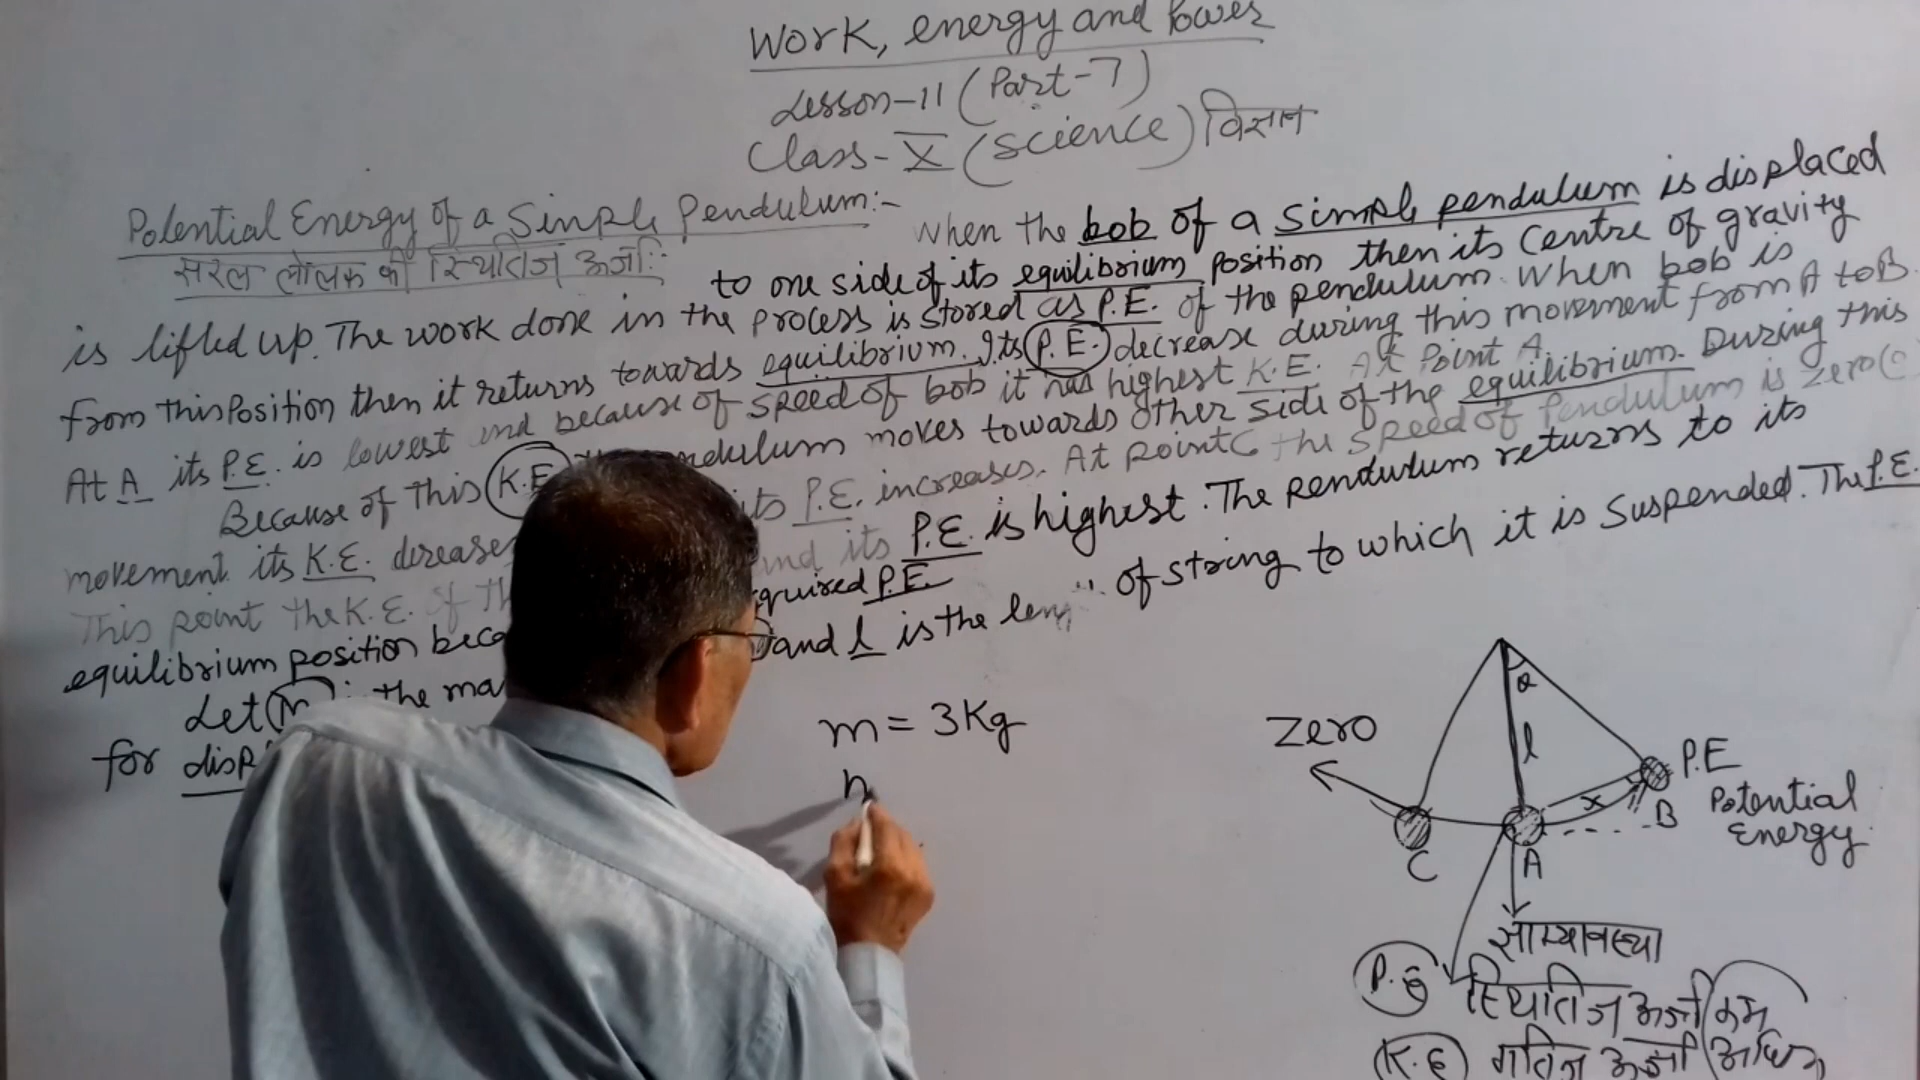 Work, energy and Power
Lesson-11 (Part-7)
Class-X (Science) विज्ञान
Potential Energy of a Simple Pendulum:-
सरल लोलक की स्थितिज ऊर्जा:-
When the bob of a simple pendulum is displaced
to one side of its equilibrium position then its Centre of gravity
is lifted up. The work done in the process is stored as P.E. of the pendulum. When bob is
from this Position then it returns towards equilibrium. Its P.E. decrease during this movement from A to B
At A its P.E. is lowest and because of speed of bob it has highest K.E. At Point A
Because of this K.E. pendulum moves towards other side of the equilibrium. During this
movement its K.E. dereases its P.E. increases. At point C the speed of Pendulum is Zero (0
This point the K.E. of th and its P.E. is highest. The Pendulum returns to its
equilibrium position beca quired P.E.
Let m the ma and l is the len of string to which it is Suspended. The P.E.
for disp
m = 3Kg
h
θ
l
Zero
P.E
Potential
Energy
x
B
C
A
साम्यावस्था
P.E स्थितिज ऊर्जा कम
K.E गतिज ऊर्जा अधिक